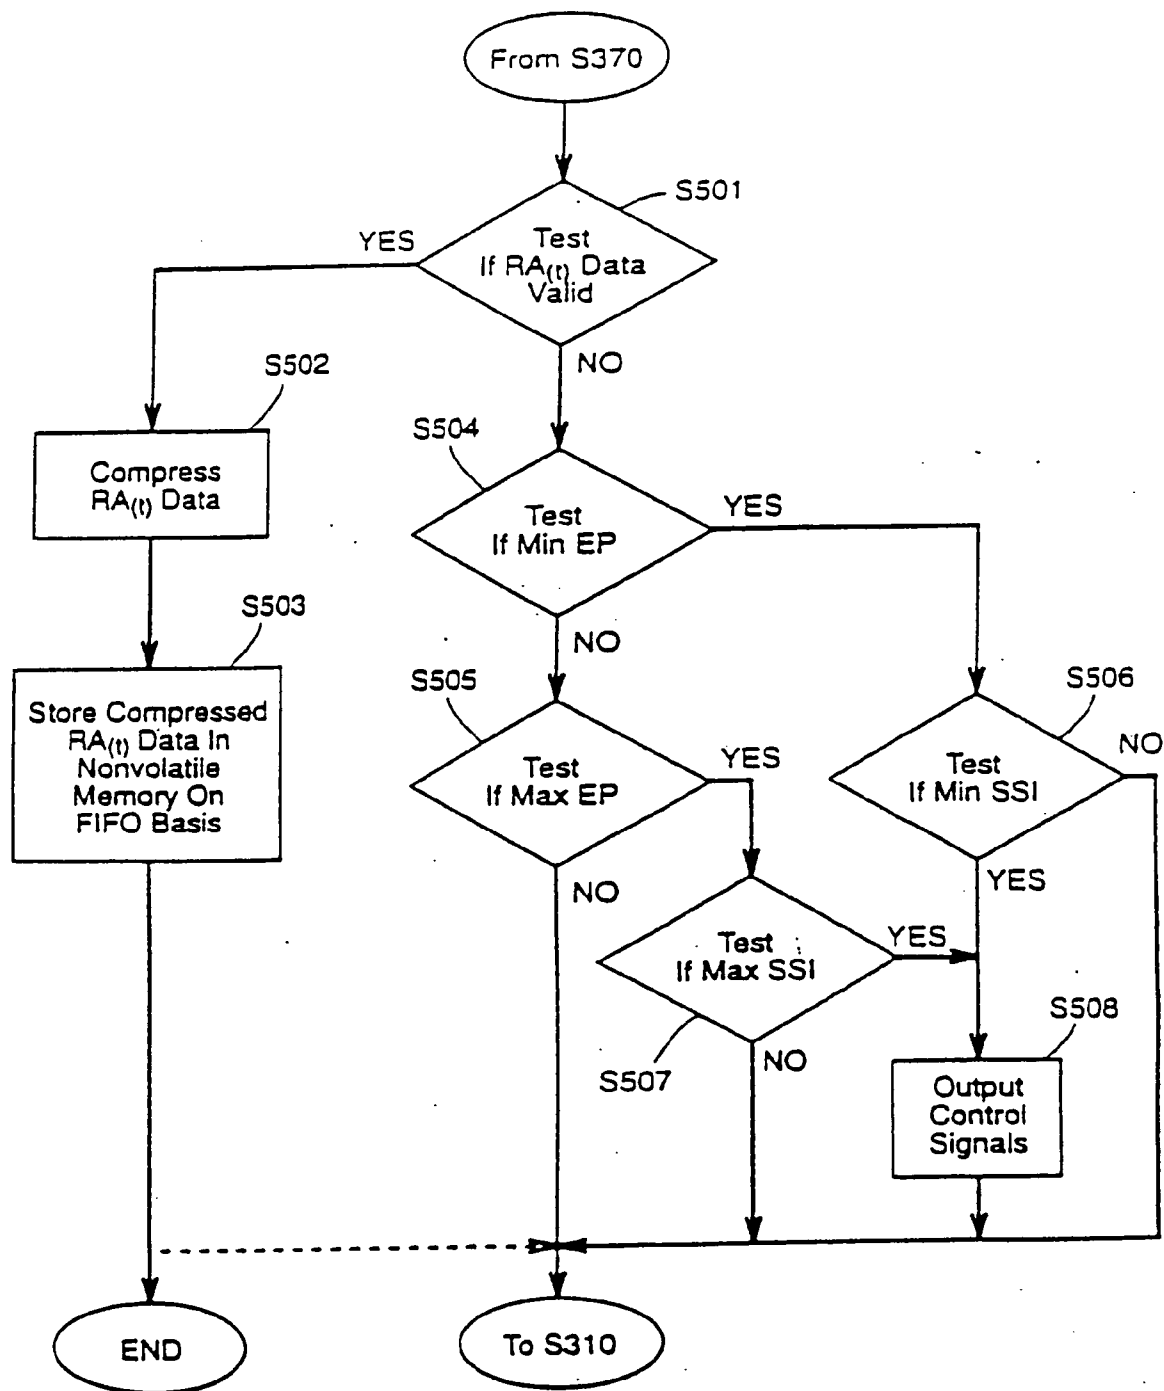 From S370
S501
Test
If RA(t) Data
Valid
YES
NO
S502
Compress
RA(t) Data
S504
Test
If Min EP
YES
NO
S503
Store Compressed
RA(t) Data In
Nonvolatile
Memory On
FIFO Basis
S505
Test
If Max EP
YES
NO
S506
Test
If Min SSI
NO
YES
Test
If Max SSI
YES
NO
S507
S508
Output
Control
Signals
END
To S310